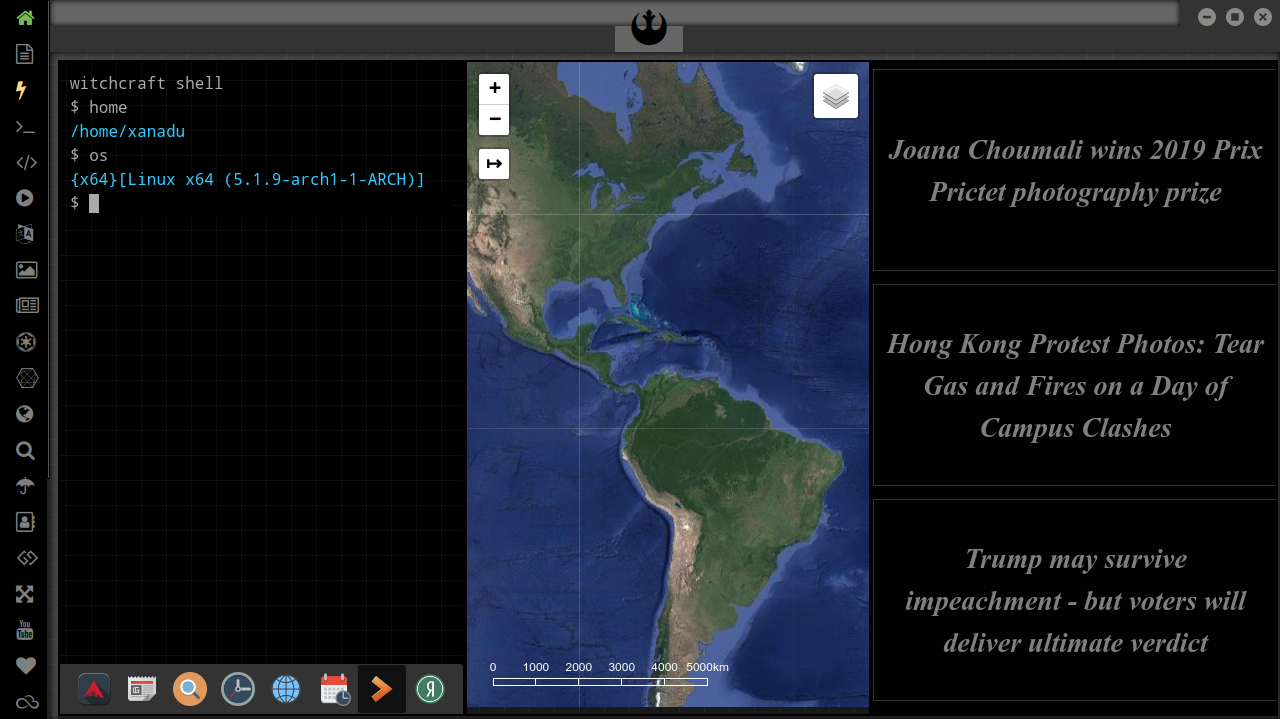 witchcraft shell
$ home
/home/xanadu
$ os
{x64}[Linux x64 (5.1.9-arch1-1-ARCH)]
$
+
−
↦
0 1000 2000 3000 4000 5000km
Joana Choumali wins 2019 Prix
Prictet photography prize
Hong Kong Protest Photos: Tear
Gas and Fires on a Day of
Campus Clashes
Trump may survive
impeachment - but voters will
deliver ultimate verdict
You
Tube
Я